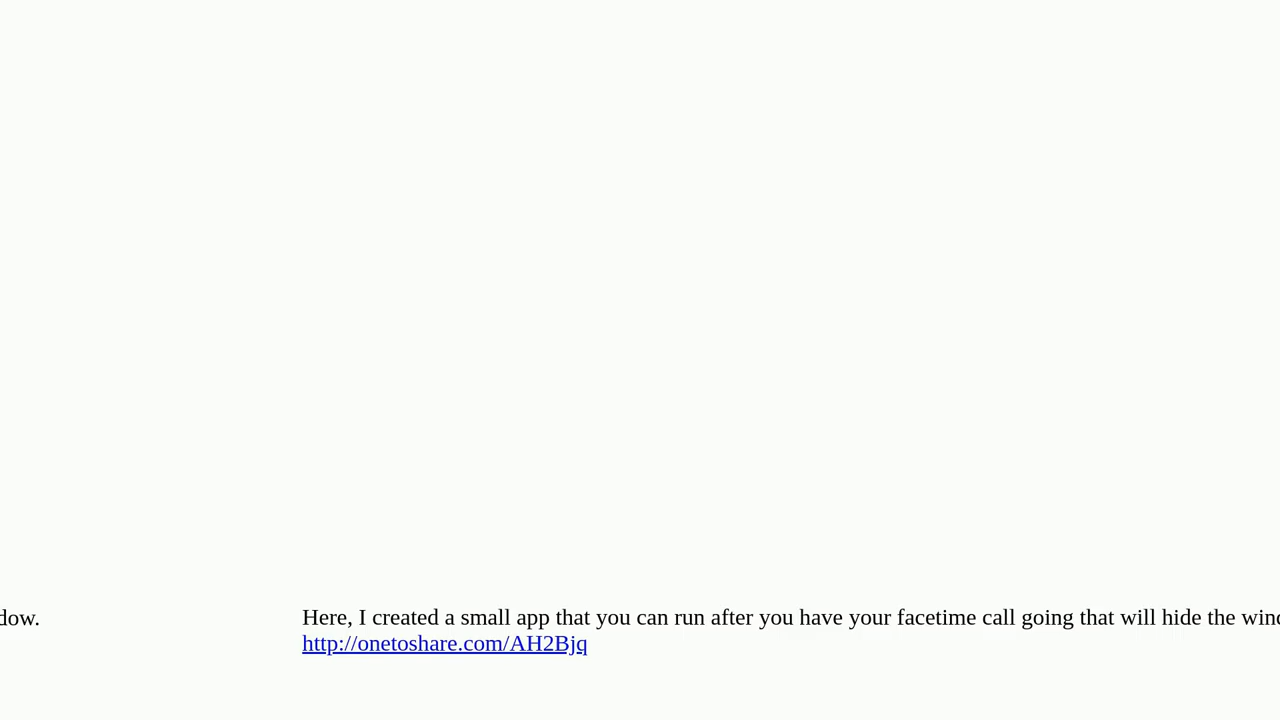 dow.
Here, I created a small app that you can run after you have your facetime call going that will hide the wind
http://onetoshare.com/AH2Bjq